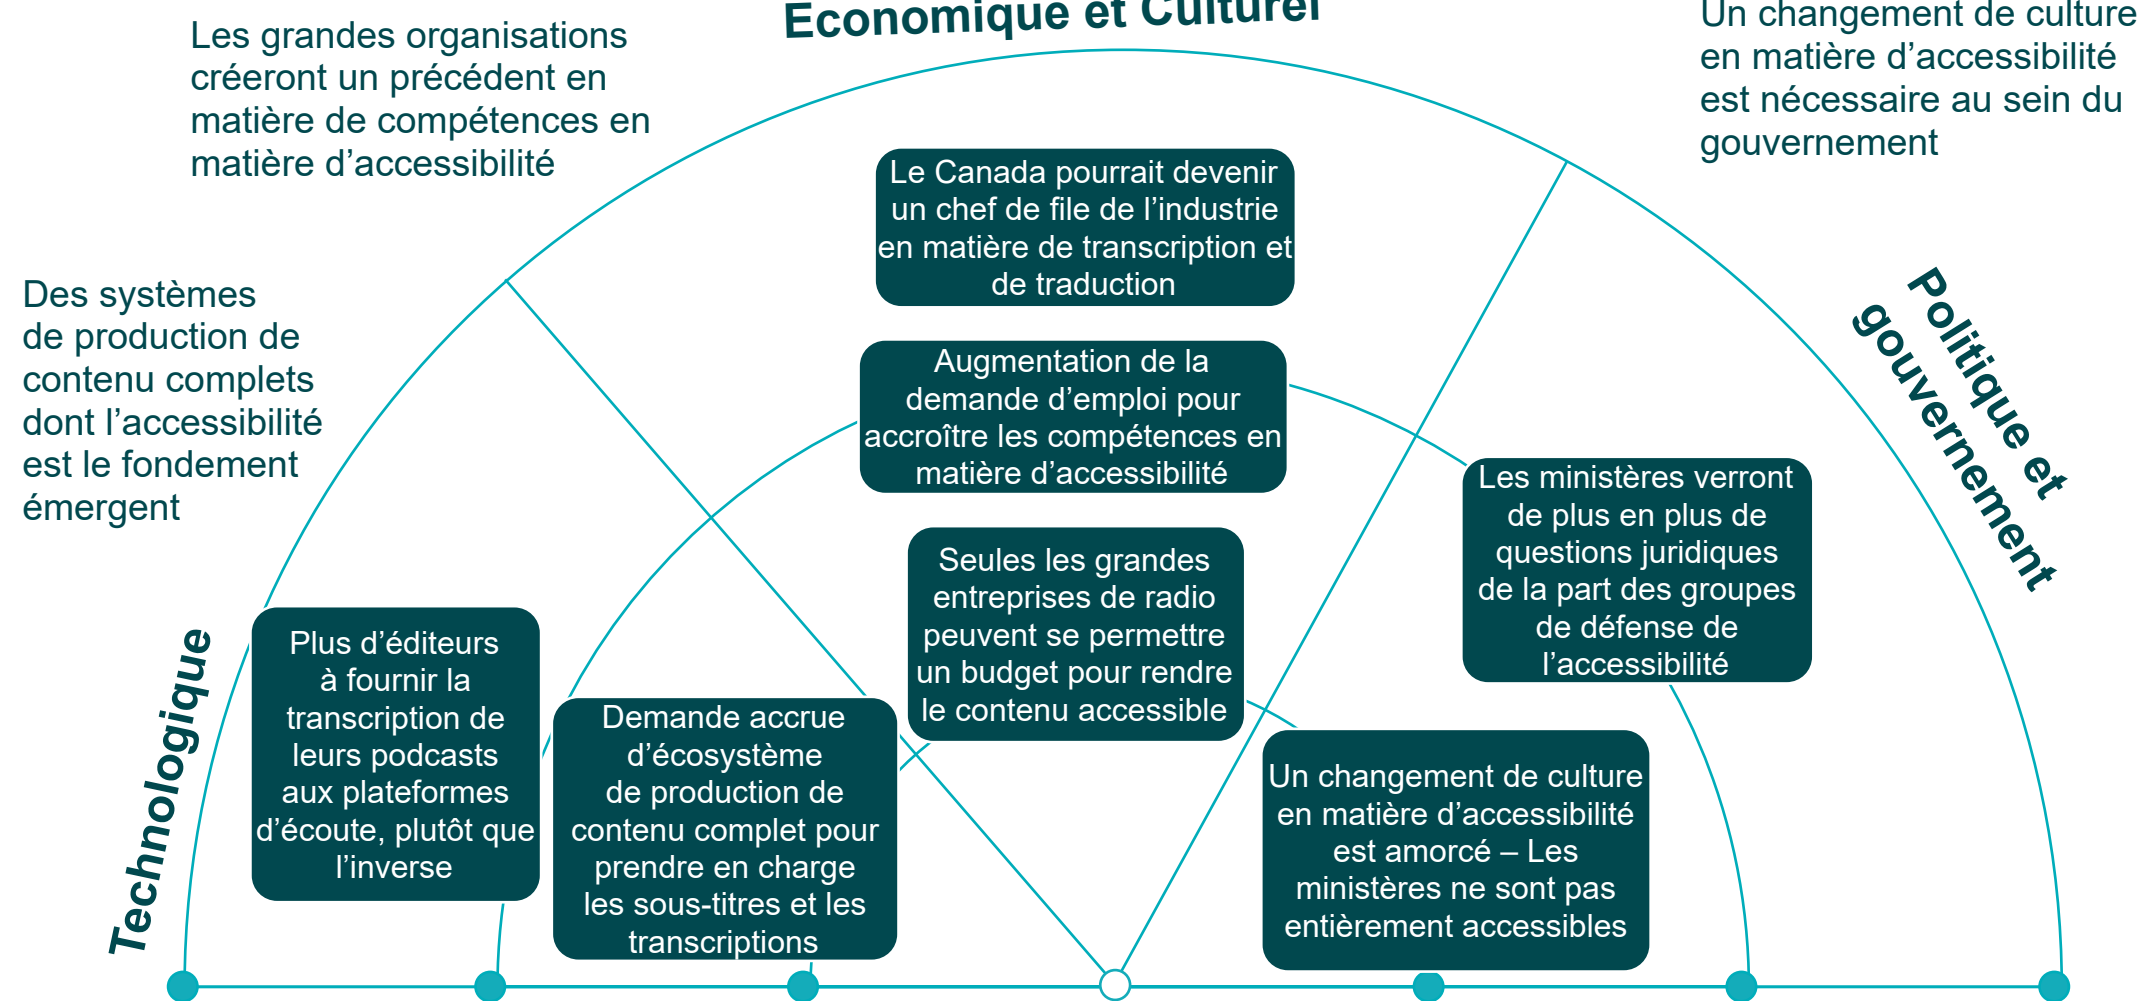 Economique et Culturel
Les grandes organisations
créeront un précédent en
matière de compétences en
matière d’accessibilité
Un changement de culture
en matière d’accessibilité
est nécessaire au sein du
gouvernement
Le Canada pourrait devenir
un chef de file de l’industrie
en matière de transcription et
de traduction
Des systèmes
de production de
contenu complets
dont l’accessibilité
est le fondement
émergent
Politique et
gouvernement
Augmentation de la
demande d’emploi pour
accroître les compétences en
matière d’accessibilité
Les ministères verront
de plus en plus de
questions juridiques
de la part des groupes
de défense de
l’accessibilité
Seules les grandes
entreprises de radio
peuvent se permettre
un budget pour rendre
le contenu accessible
Technologique
Plus d’éditeurs
à fournir la
transcription de
leurs podcasts
aux plateformes
d’écoute, plutôt que
l’inverse
Demande accrue
d’écosystème
de production de
contenu complet pour
prendre en charge
les sous-titres et les
transcriptions
Un changement de culture
en matière d’accessibilité
est amorcé – Les
ministères ne sont pas
entièrement accessibles